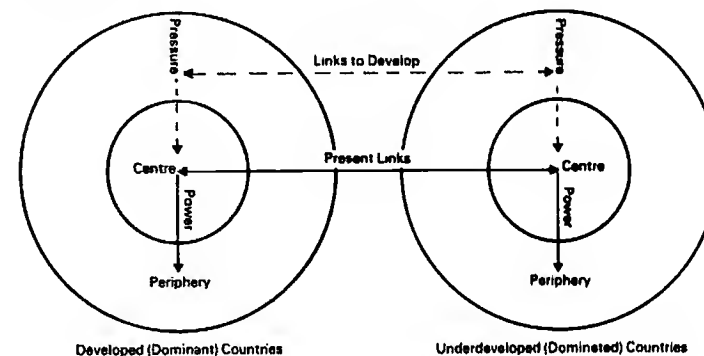 Pressure
Pressure
Links to Develop
Present Links
Centre
Centre
Power
Power
Periphery
Periphery
Developed (Dominant) Countries
Underdeveloped (Dominated) Countries